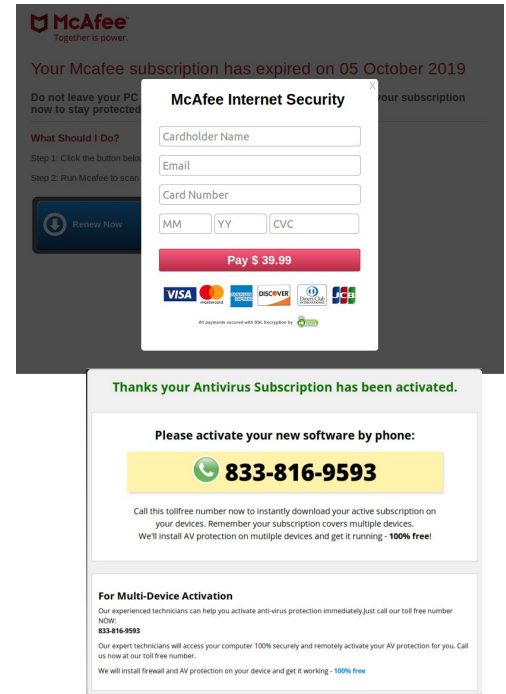 McAfee
Together is power.
Your Mcafee subscription has expired on 05 October 2019
Do not leave your PC your subscription
now to stay protected
What Should I Do?
Step 1: Click the button below
Step 2: Run Mcafee to scan
Renew Now
X
McAfee Internet Security
Cardholder Name
Email
Card Number
MM YY CVC
Pay $ 39.99
VISA mastercard AMERICAN EXPRESS DISCOVER Diners Club INTERNATIONAL JCB
All payments secured with SSL Encryption by
Thanks your Antivirus Subscription has been activated.
Please activate your new software by phone:
833-816-9593
Call this tollfree number now to instantly download your active subscription on
your devices. Remember your subscription covers multiple devices.
We'll install AV protection on mutilple devices and get it running - 100% free!
For Multi-Device Activation
Our experienced technicians can help you activate anti-virus protection immediately.Just call our toll free number
NOW:
833-816-9593
Our expert technicians will access your computer 100% securely and remotely activate your AV protection for you. Call
us now at our toll free number.
We will install firewall and AV protection on your device and get it working - 100% free